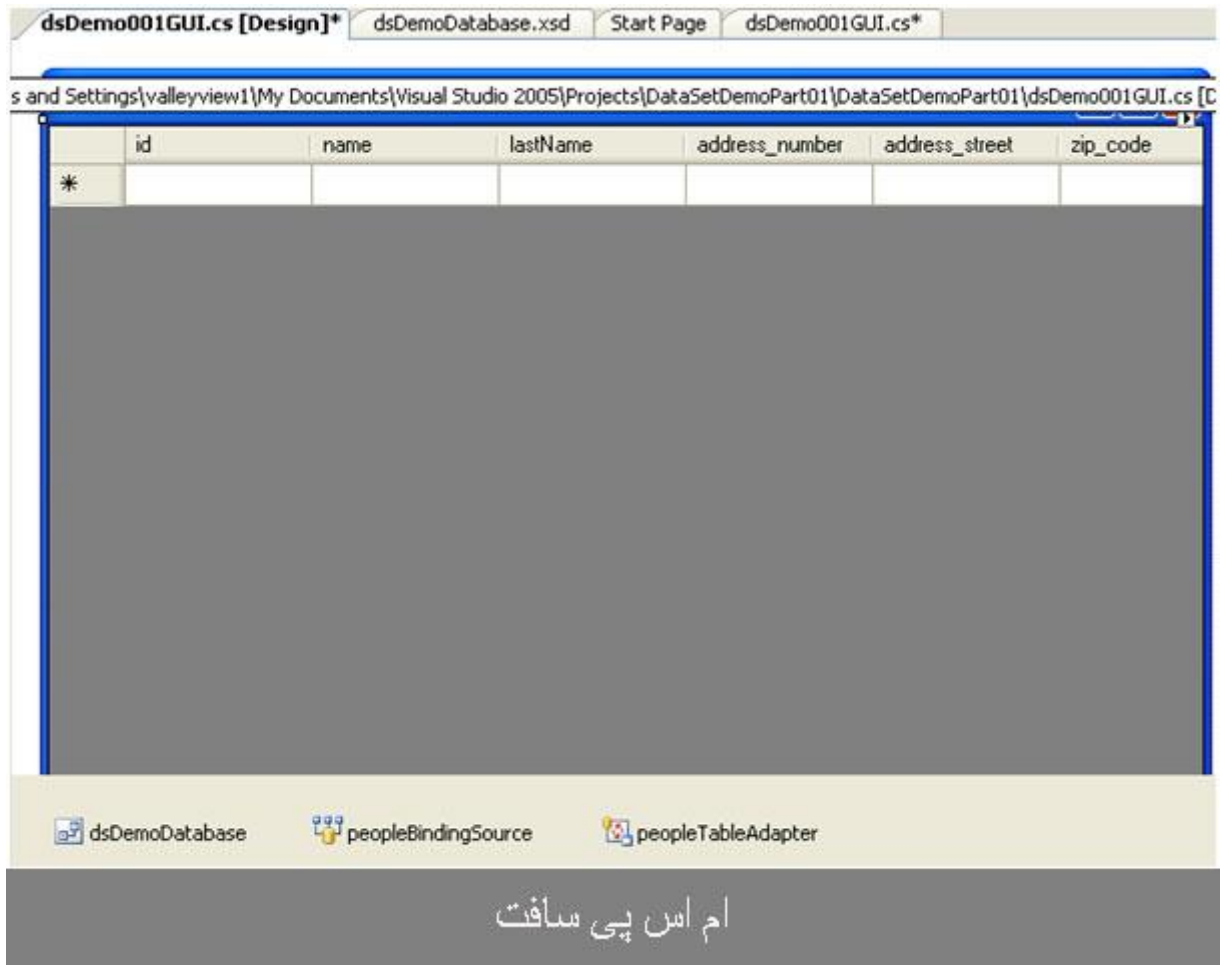 dsDemo001GUI.cs [Design]* dsDemoDatabase.xsd Start Page dsDemo001GUI.cs*
s and Settings\valleyview1\My Documents\Visual Studio 2005\Projects\DataSetDemoPart01\DataSetDemoPart01\dsDemo001GUI.cs [D
id name lastName address_number address_street zip_code
*
dsDemoDatabase peopleBindingSource peopleTableAdapter
ام اس پی سافت